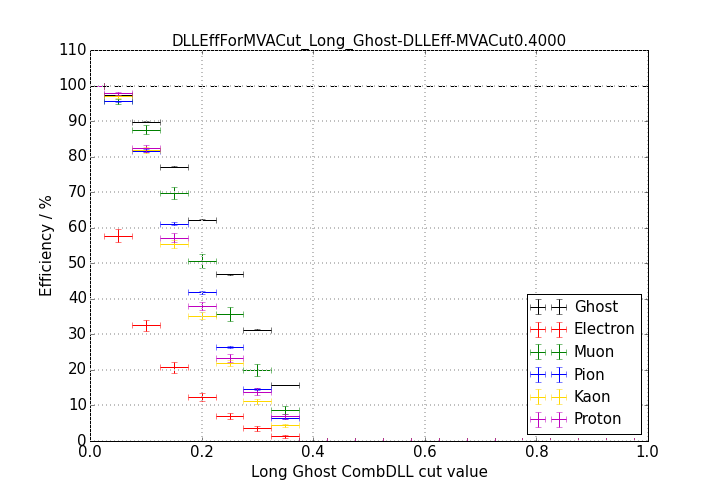 DLLEffForMVACut_Long_Ghost-DLLEff-MVACut0.4000
110
100
90
80
70
60
50
40
30
20
10
0
Efficiency / %
Ghost
Electron
Muon
Pion
Kaon
Proton
0.0 0.2 0.4 0.6 0.8 1.0
Long Ghost CombDLL cut value